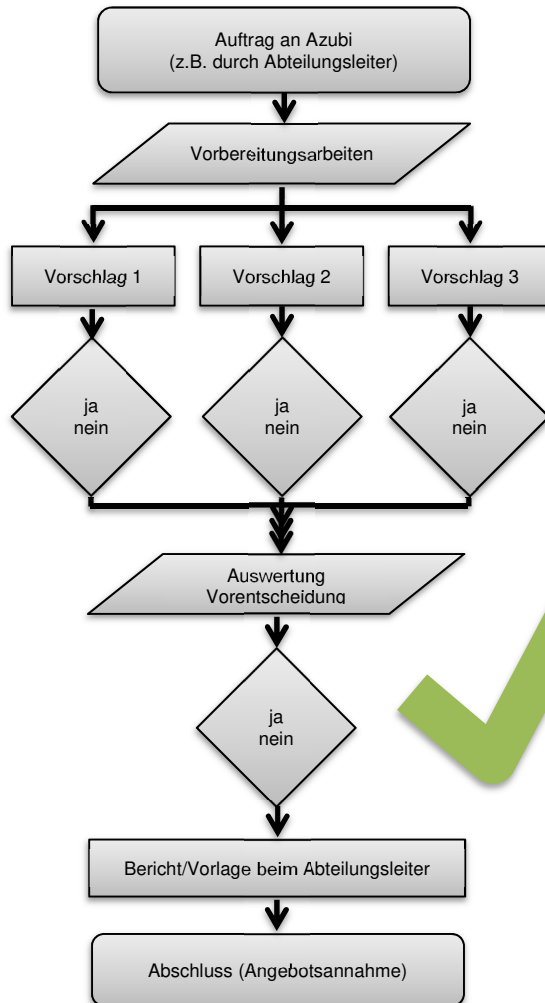 Auftrag an Azubi
(z.B. durch Abteilungsleiter)
Vorbereitungsarbeiten
Vorschlag 1
Vorschlag 2
Vorschlag 3
ja
nein
ja
nein
ja
nein
Auswertung
Vorentscheidung
ja
nein
Bericht/Vorlage beim Abteilungsleiter
Abschluss (Angebotsannahme)